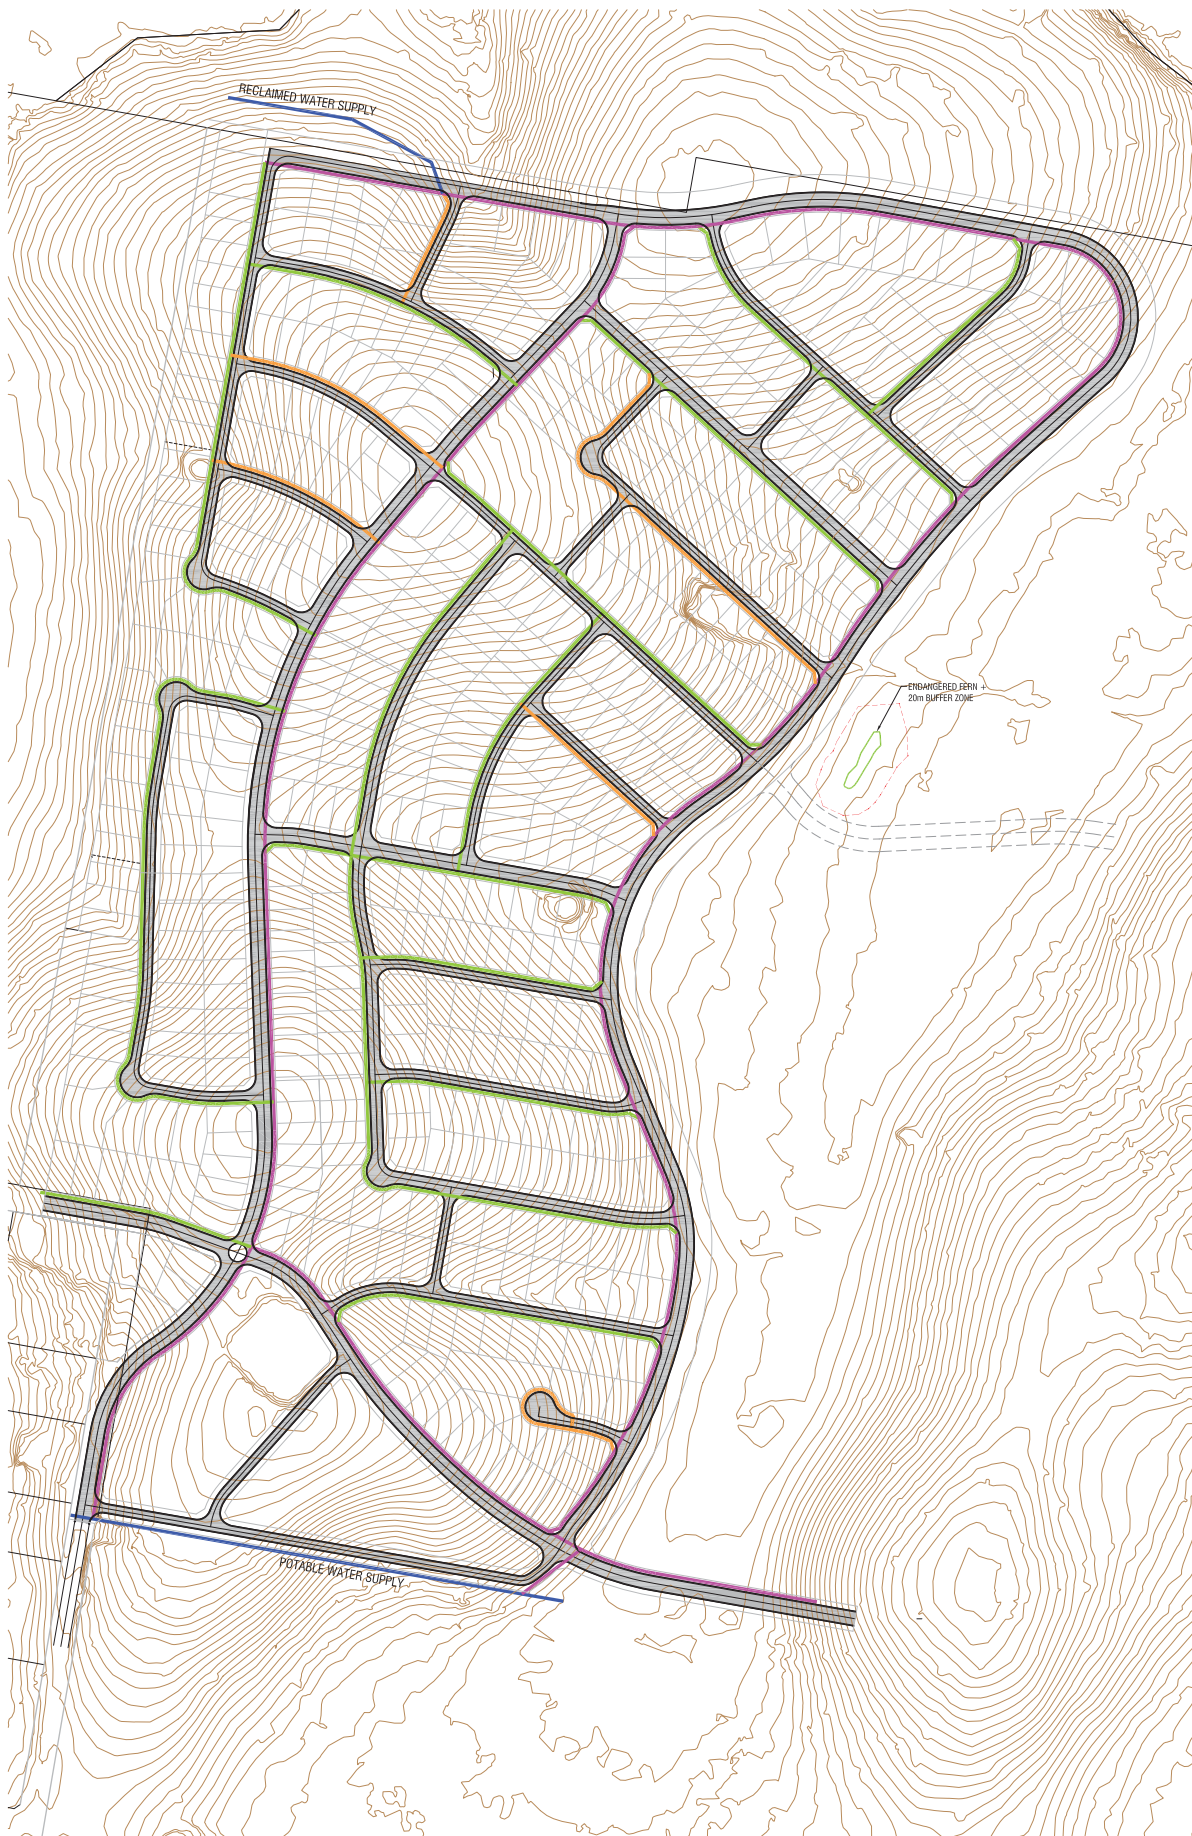 RECLAIMED WATER SUPPLY
ENDANGERED FERN +
20m BUFFER ZONE
POTABLE WATER SUPPLY